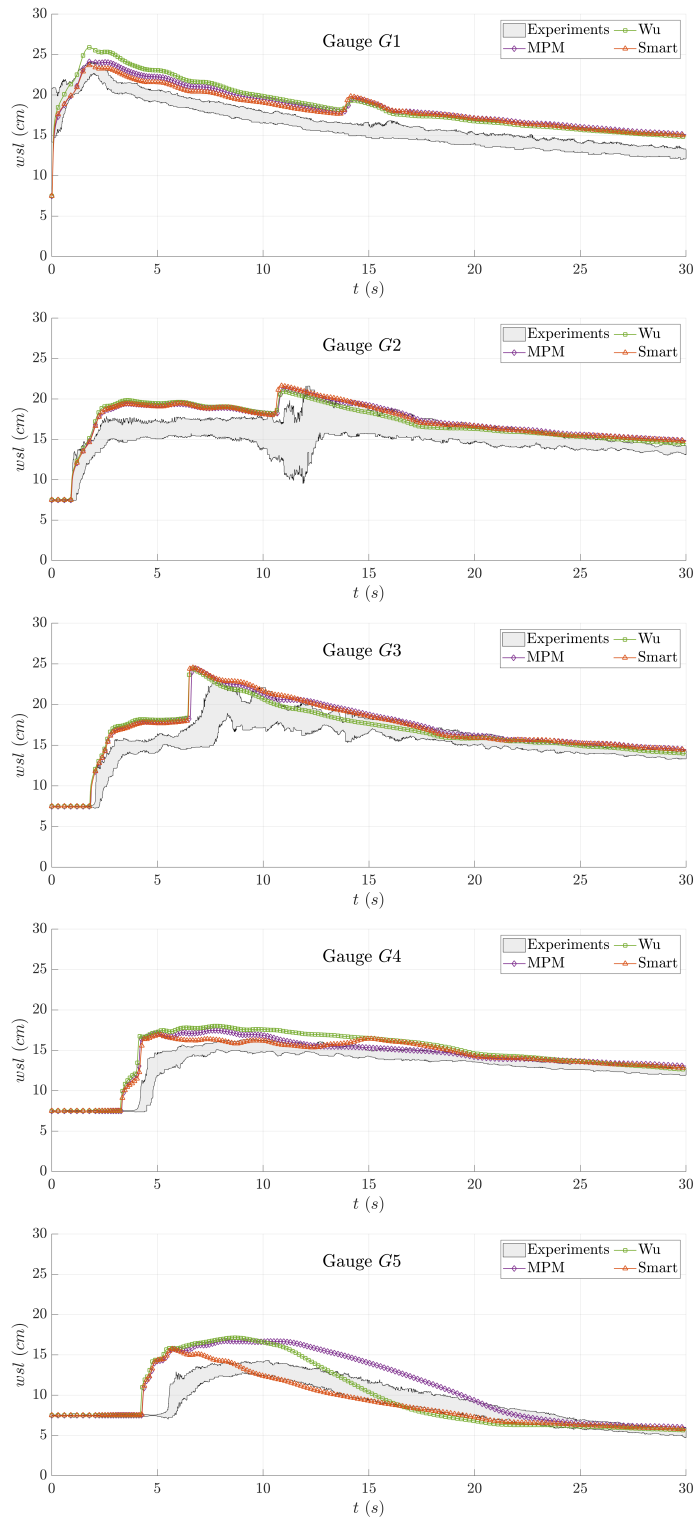 Gauge G1
Experiments
Wu
MPM
Smart
wsl (cm)
30
25
20
15
10
5
0
0 5 10 15 20 25 30
t (s)
Gauge G2
Experiments
Wu
MPM
Smart
wsl (cm)
30
25
20
15
10
5
0
0 5 10 15 20 25 30
t (s)
Gauge G3
Experiments
Wu
MPM
Smart
wsl (cm)
30
25
20
15
10
5
0
0 5 10 15 20 25 30
t (s)
Gauge G4
Experiments
Wu
MPM
Smart
wsl (cm)
30
25
20
15
10
5
0
0 5 10 15 20 25 30
t (s)
Gauge G5
Experiments
Wu
MPM
Smart
wsl (cm)
30
25
20
15
10
5
0
0 5 10 15 20 25 30
t (s)